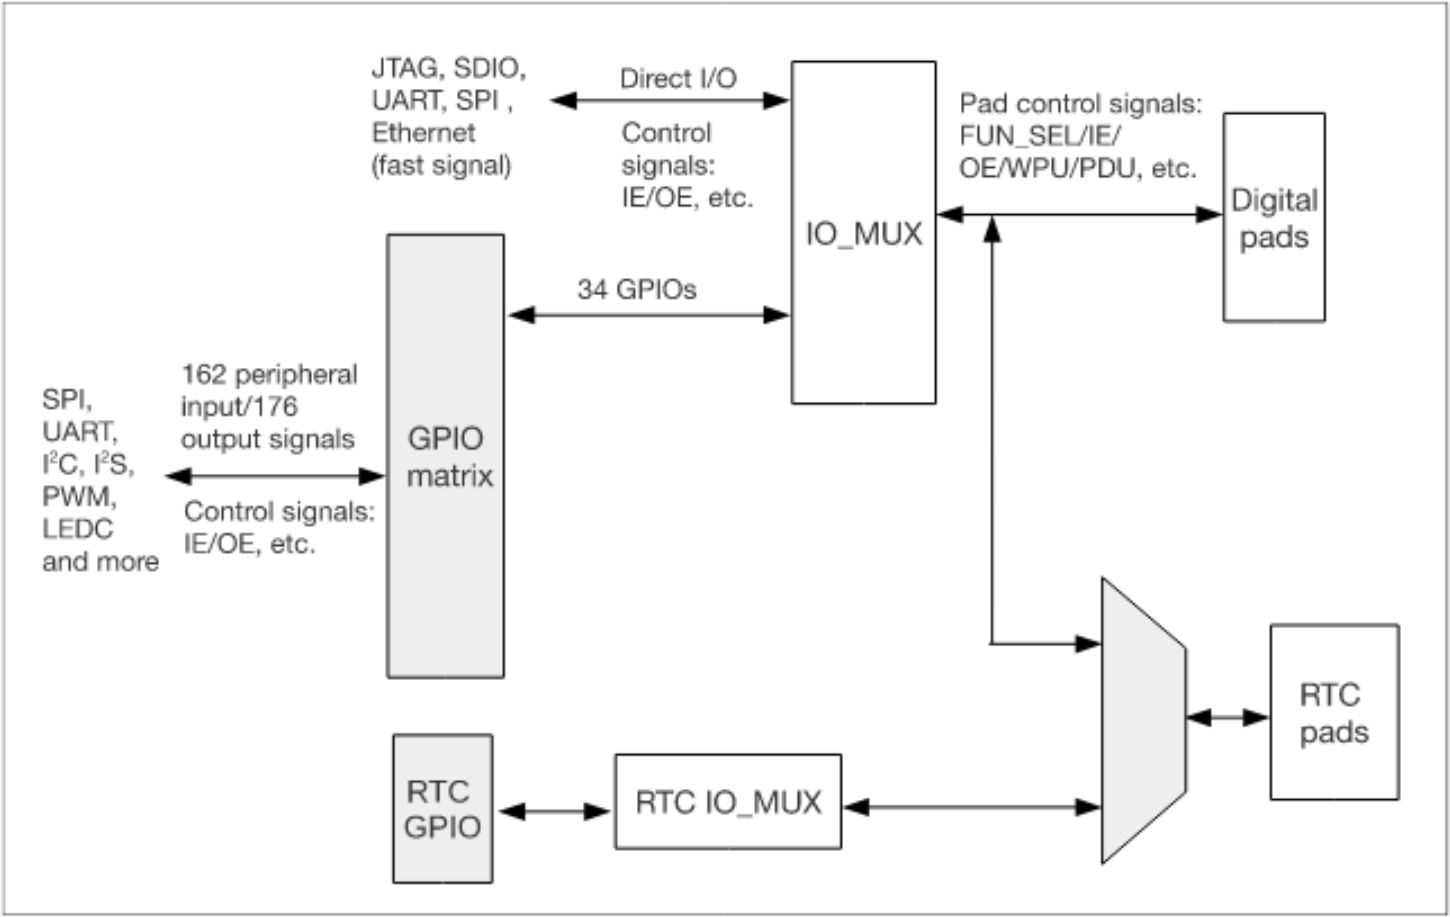 JTAG, SDIO,
UART, SPI ,
Ethernet
(fast signal)
Direct I/O
Control
signals:
IE/OE, etc.
IO_MUX
Pad control signals:
FUN_SEL/IE/
OE/WPU/PDU, etc.
Digital
pads
34 GPIOs
SPI,
UART,
I²C, I²S,
PWM,
LEDC
and more
162 peripheral
input/176
output signals
Control signals:
IE/OE, etc.
GPIO
matrix
RTC
GPIO
RTC IO_MUX
RTC
pads